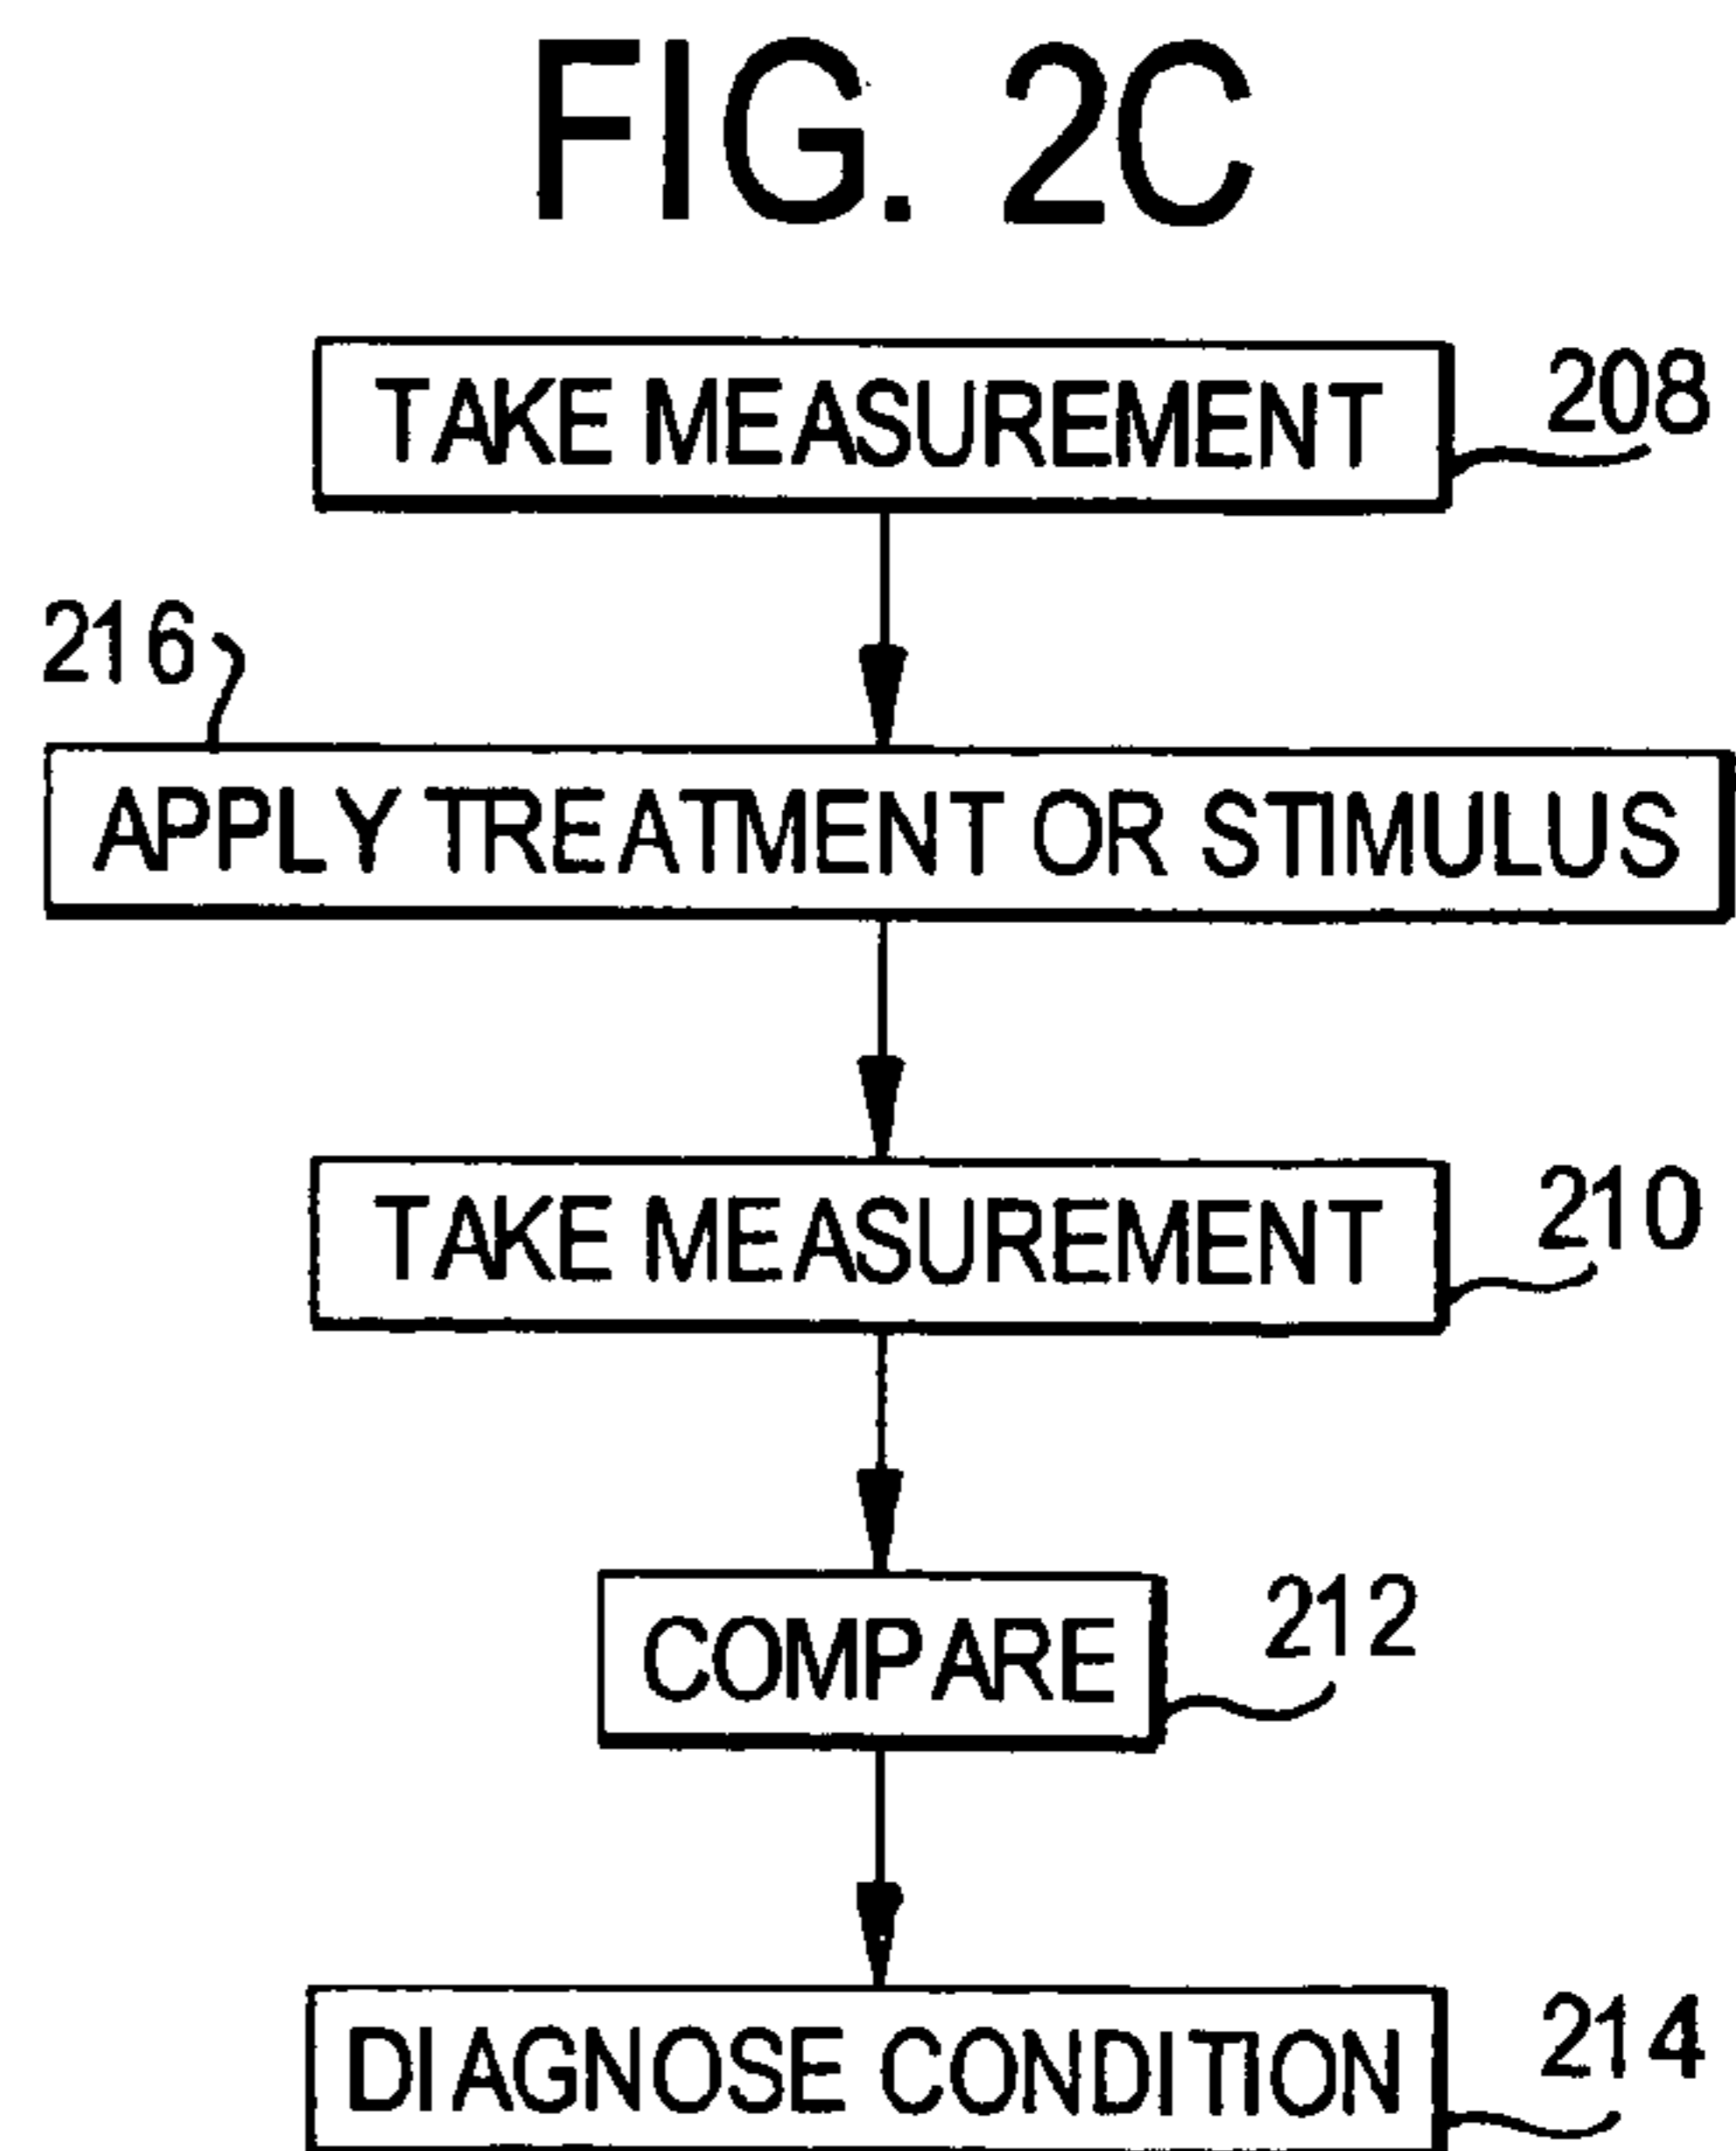 FIG. 2C
TAKE MEASUREMENT
208
216
APPLY TREATMENT OR STIMULUS
TAKE MEASUREMENT
210
COMPARE
212
DIAGNOSE CONDITION
214